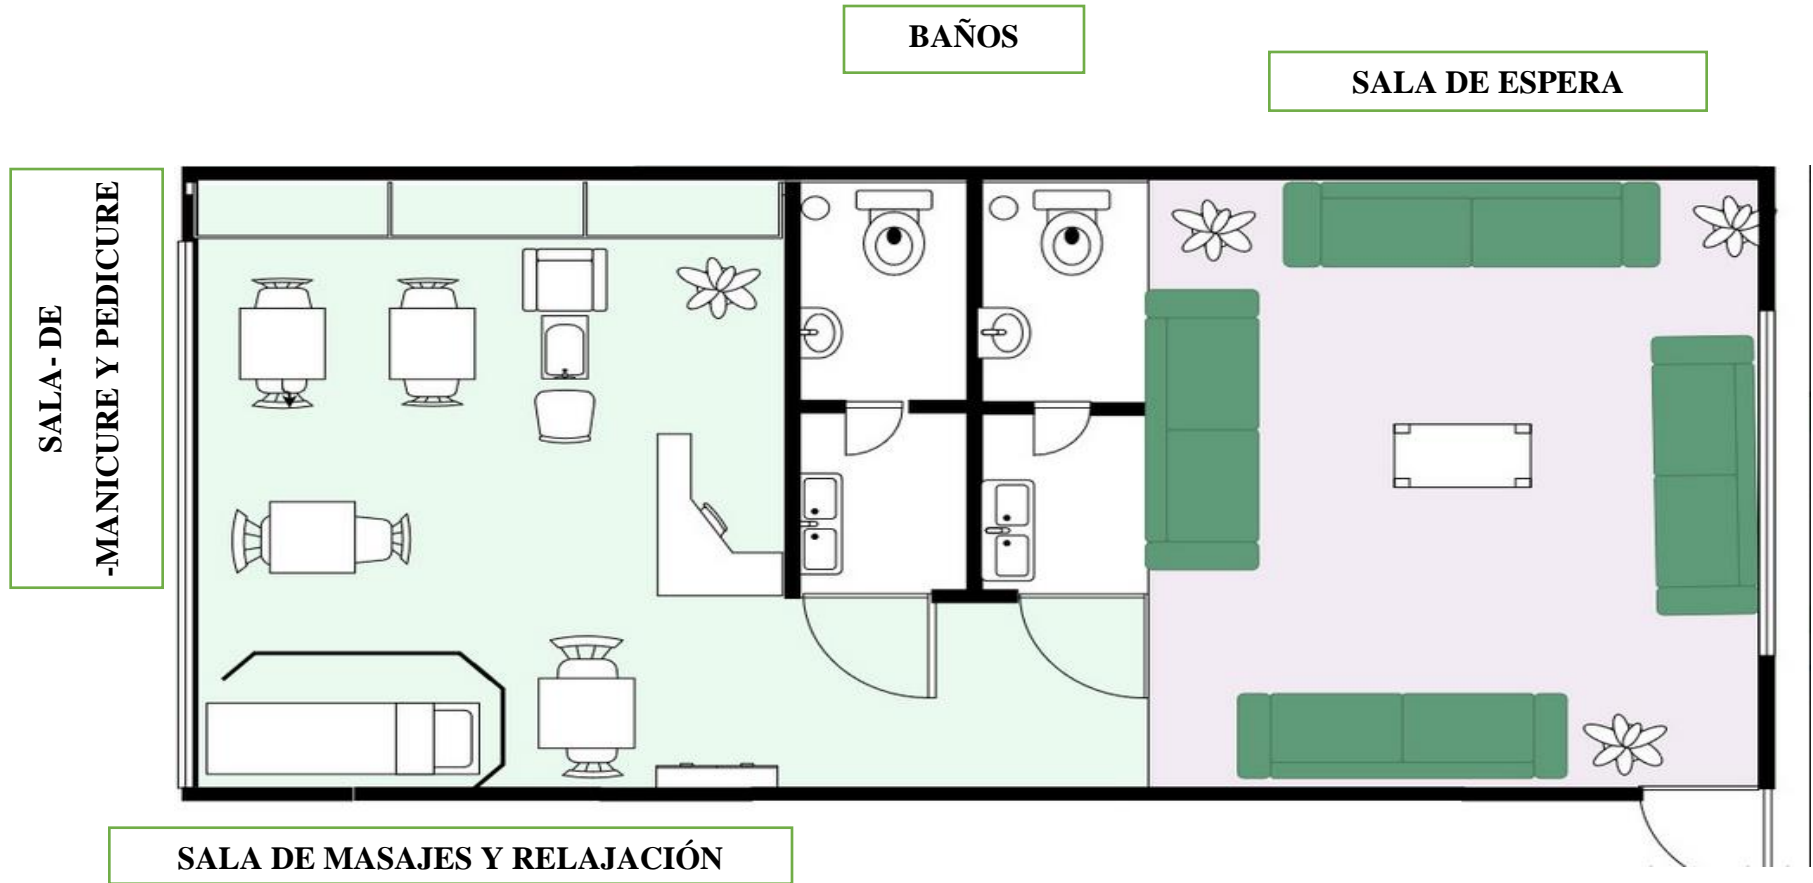 BAÑOS
SALA DE ESPERA
SALA- DE
-MANICURE Y PEDICURE
SALA DE MASAJES Y RELAJACIÓN